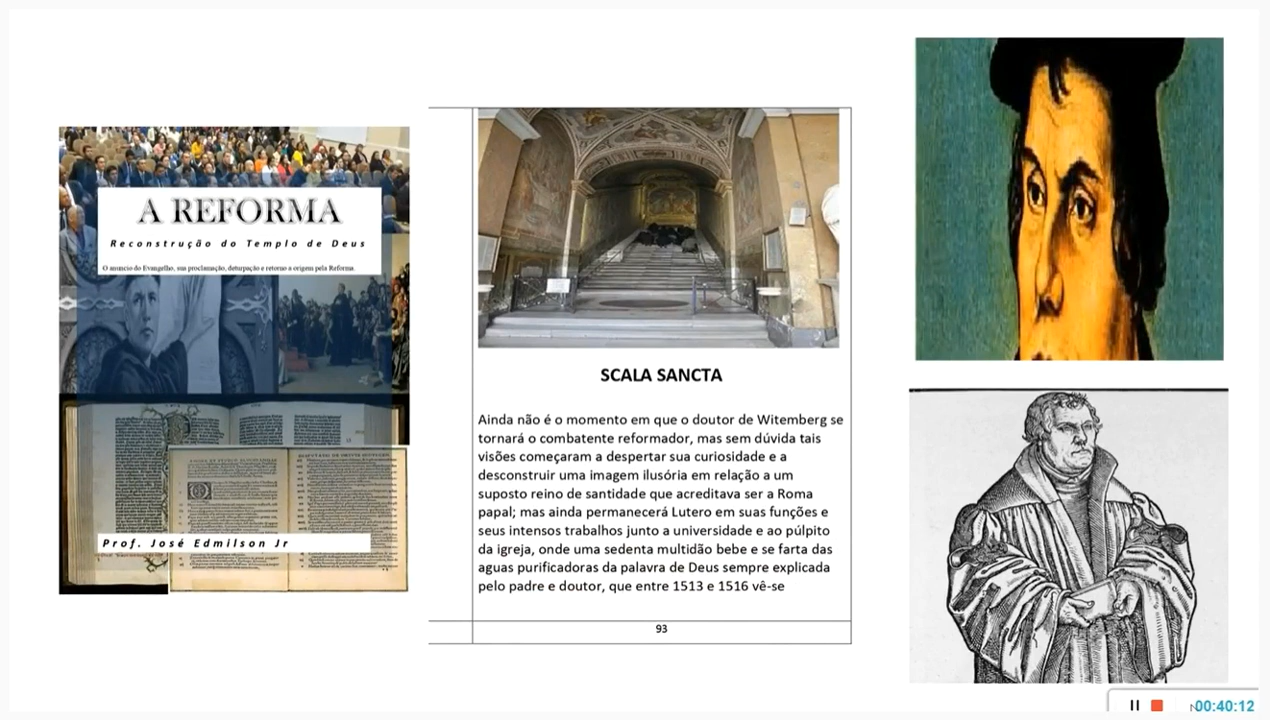 A REFORMA
Reconstrução do Templo de Deus
O anuncio do Evangelho, sua proclamação, deturpação e retorno a origem pela Reforma.
Prof. José Edmilson Jr
SCALA SANCTA
Ainda não é o momento em que o doutor de Witemberg se
tornará o combatente reformador, mas sem dúvida tais
visões começaram a despertar sua curiosidade e a
desconstruir uma imagem ilusória em relação a um
suposto reino de santidade que acreditava ser a Roma
papal; mas ainda permanecerá Lutero em suas funções e
seus intensos trabalhos junto a universidade e ao púlpito
da igreja, onde uma sedenta multidão bebe e se farta das
aguas purificadoras da palavra de Deus sempre explicada
pelo padre e doutor, que entre 1513 e 1516 vê-se
93
00:40:12